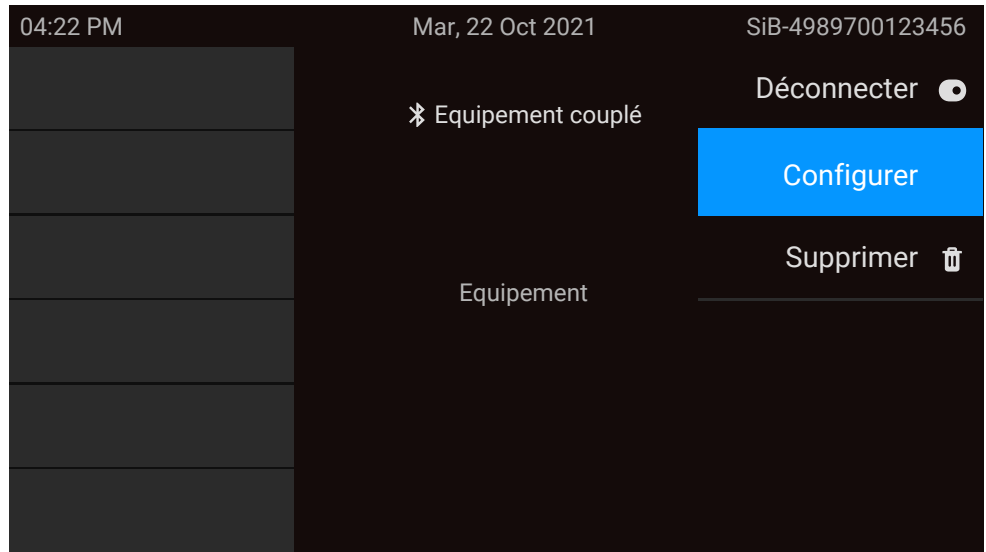 04:22 PM Mar, 22 Oct 2021 SiB-4989700123456
Déconnecter
Equipement couplé
Configurer
Supprimer
Equipement